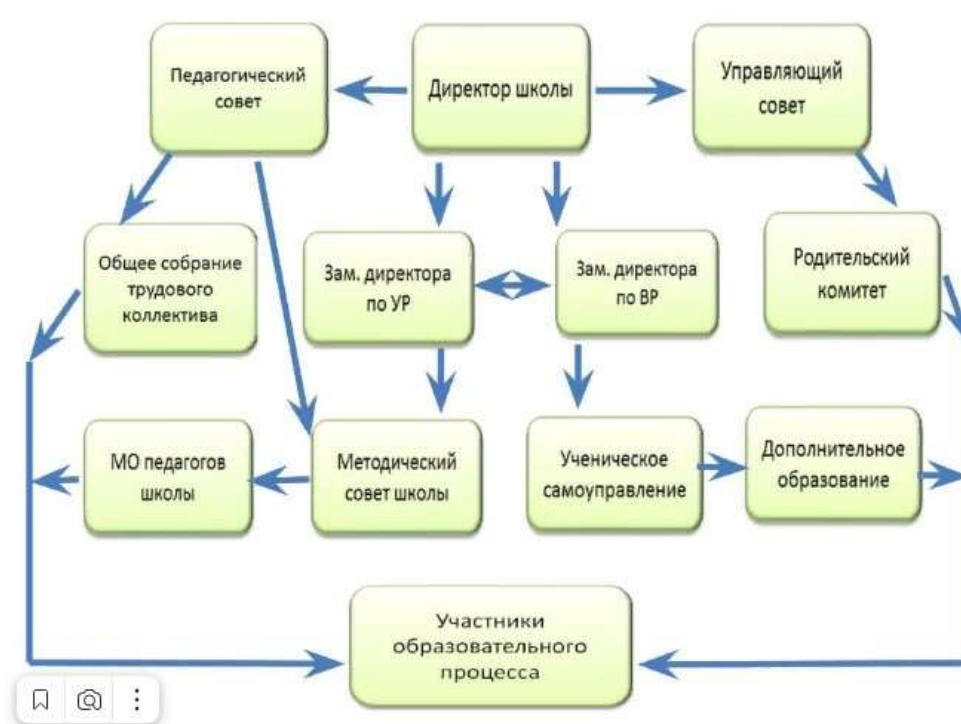 Педагогический
совет
Директор школы
Управляющий
совет
Общее собрание
трудового
коллектива
Зам. директора
по УР
Зам. директора
по ВР
Родительский
комитет
МО педагогов
школы
Методический
совет школы
Ученическое
самоуправление
Дополнительное
образование
Участники
образовательного
процесса